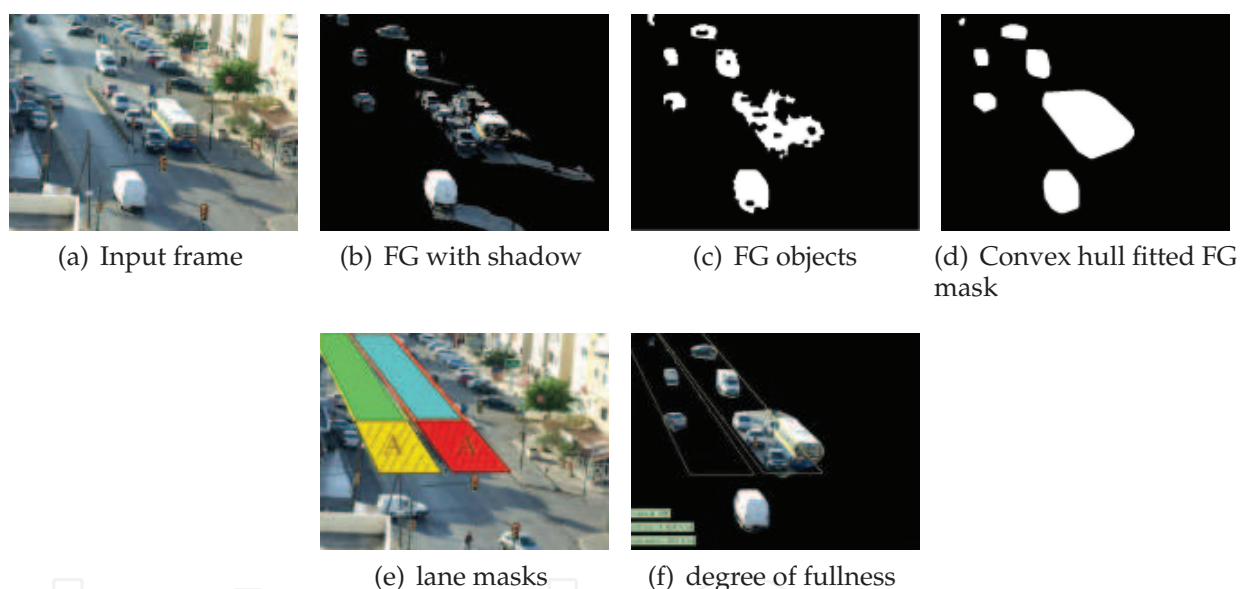 (a) Input frame
(b) FG with shadow
(c) FG objects
(d) Convex hull fitted FG
mask
A
A
(e) lane masks
(f) degree of fullness